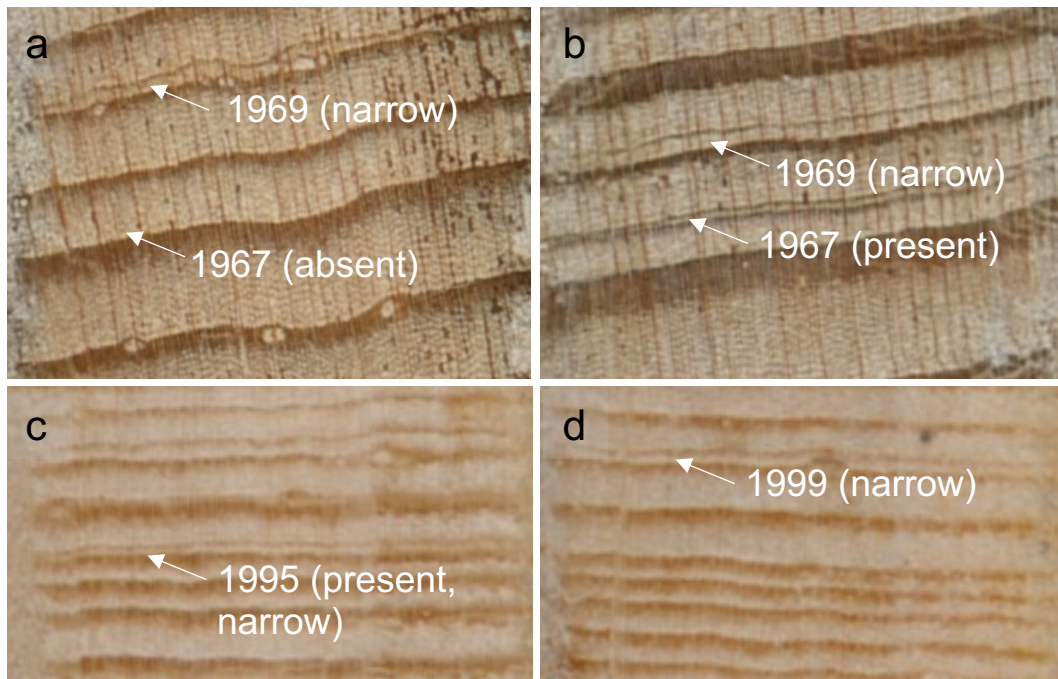 a
1969 (narrow)
1967 (absent)
b
1969 (narrow)
1967 (present)
c
1995 (present,
narrow)
d
1999 (narrow)